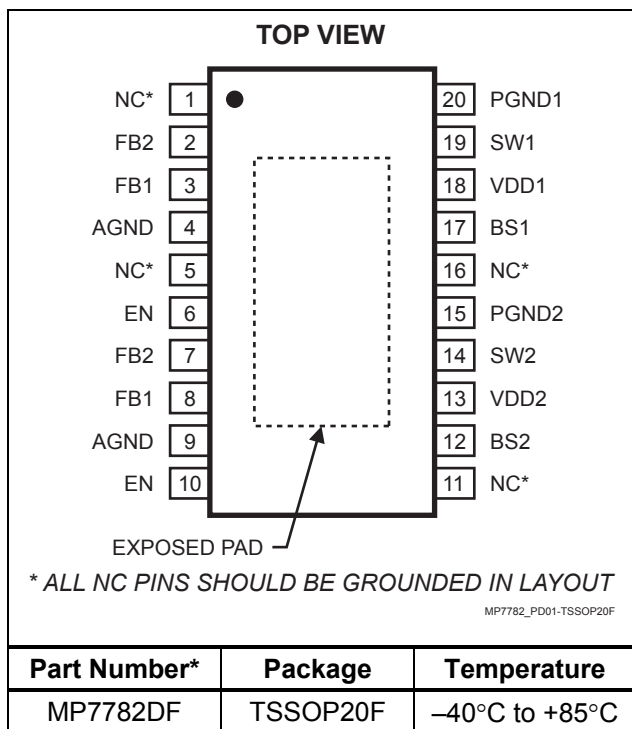 TOP VIEW
NC* 1 20 PGND1
FB2 2 19 SW1
FB1 3 18 VDD1
AGND 4 17 BS1
NC* 5 16 NC*
EN 6 15 PGND2
FB2 7 14 SW2
FB1 8 13 VDD2
AGND 9 12 BS2
EN 10 11 NC*
EXPOSED PAD
* ALL NC PINS SHOULD BE GROUNDED IN LAYOUT
MP7782_PD01-TSSOP20F
Part Number* Package Temperature
MP7782DF TSSOP20F –40°C to +85°C